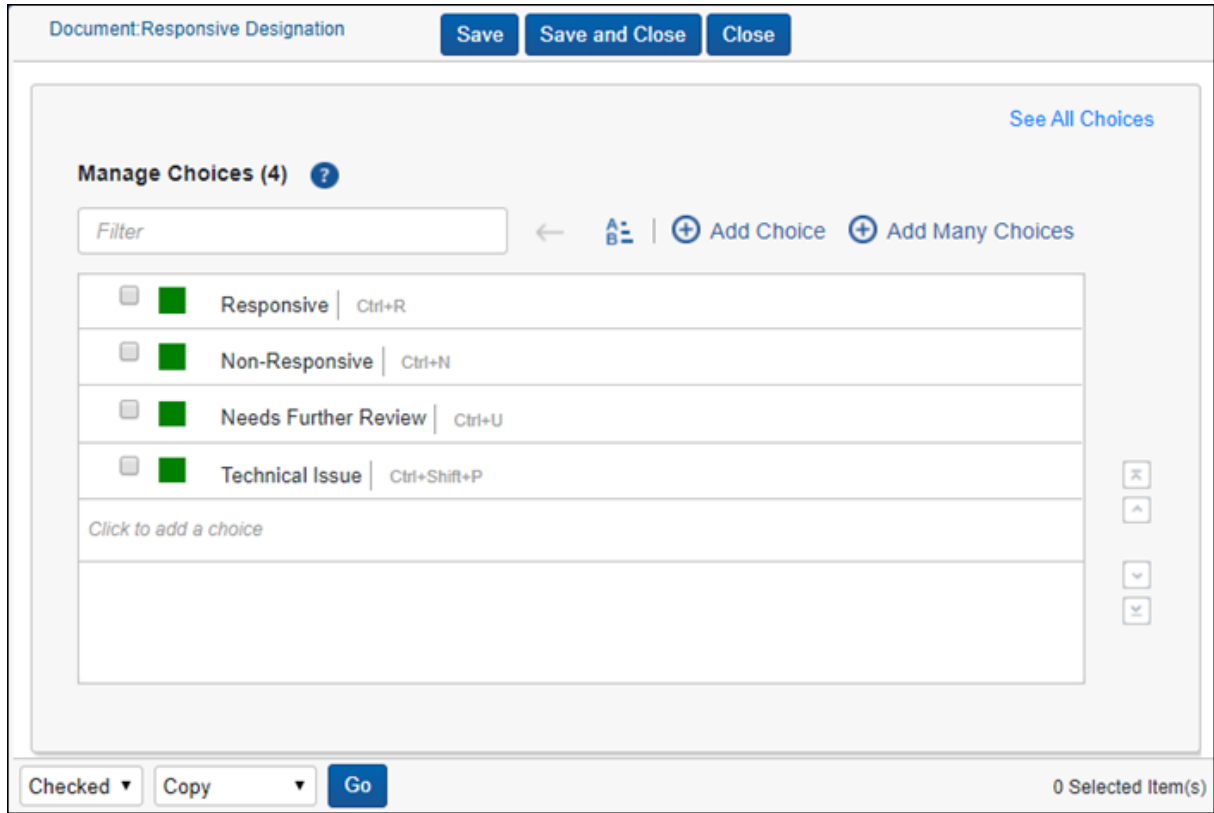 Document:Responsive Designation Save Save and Close Close
See All Choices
Manage Choices (4) ?
Filter A B Add Choice Add Many Choices
Responsive Ctrl+R
Non-Responsive Ctrl+N
Needs Further Review Ctrl+U
Technical Issue Ctrl+Shift+P
Click to add a choice
Checked Copy Go 0 Selected Item(s)